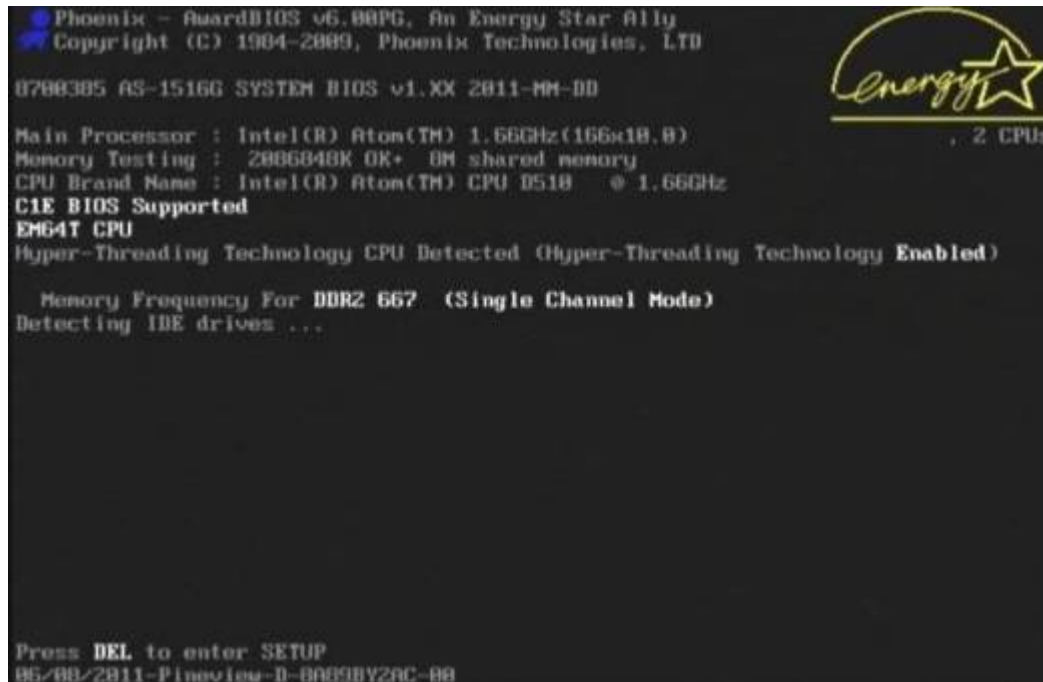 Phoenix - AwardBIOS v6.00PG, An Energy Star Ally
Copyright (C) 1984-2009, Phoenix Technologies, LTD
energy
8700385 AS-1516G SYSTEM BIOS v1.XX 2011-MM-DD
Main Processor : Intel(R) Atom(TM) 1.66GHz(166x10.0) , 2 CPUs
Memory Testing : 2086848K OK+ 8M shared memory
CPU Brand Name : Intel(R) Atom(TM) CPU D510 @ 1.66GHz
C1E BIOS Supported
EM64T CPU
Hyper-Threading Technology CPU Detected (Hyper-Threading Technology Enabled)
Memory Frequency For DDR2 667 (Single Channel Mode)
Detecting IDE drives ...
Press DEL to enter SETUP
06/08/2011-Pineview-D-8A89BY2AC-00